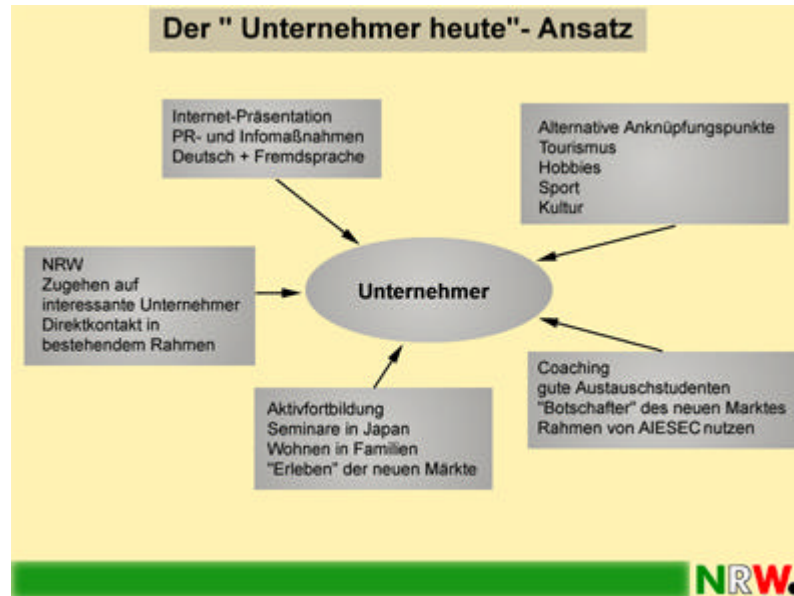 Der " Unternehmer heute"- Ansatz
Internet-Präsentation
PR- und Infomaßnahmen
Deutsch + Fremdsprache
Alternative Anknüpfungspunkte
Tourismus
Hobbies
Sport
Kultur
NRW
Zugehen auf
interessante Unternehmer
Direktkontakt in
bestehendem Rahmen
Unternehmer
Aktivfortbildung
Seminare in Japan
Wohnen in Familien
"Erleben" der neuen Märkte
Coaching
gute Austauschstudenten
"Botschafter" des neuen Marktes
Rahmen von AIESEC nutzen
NRW.